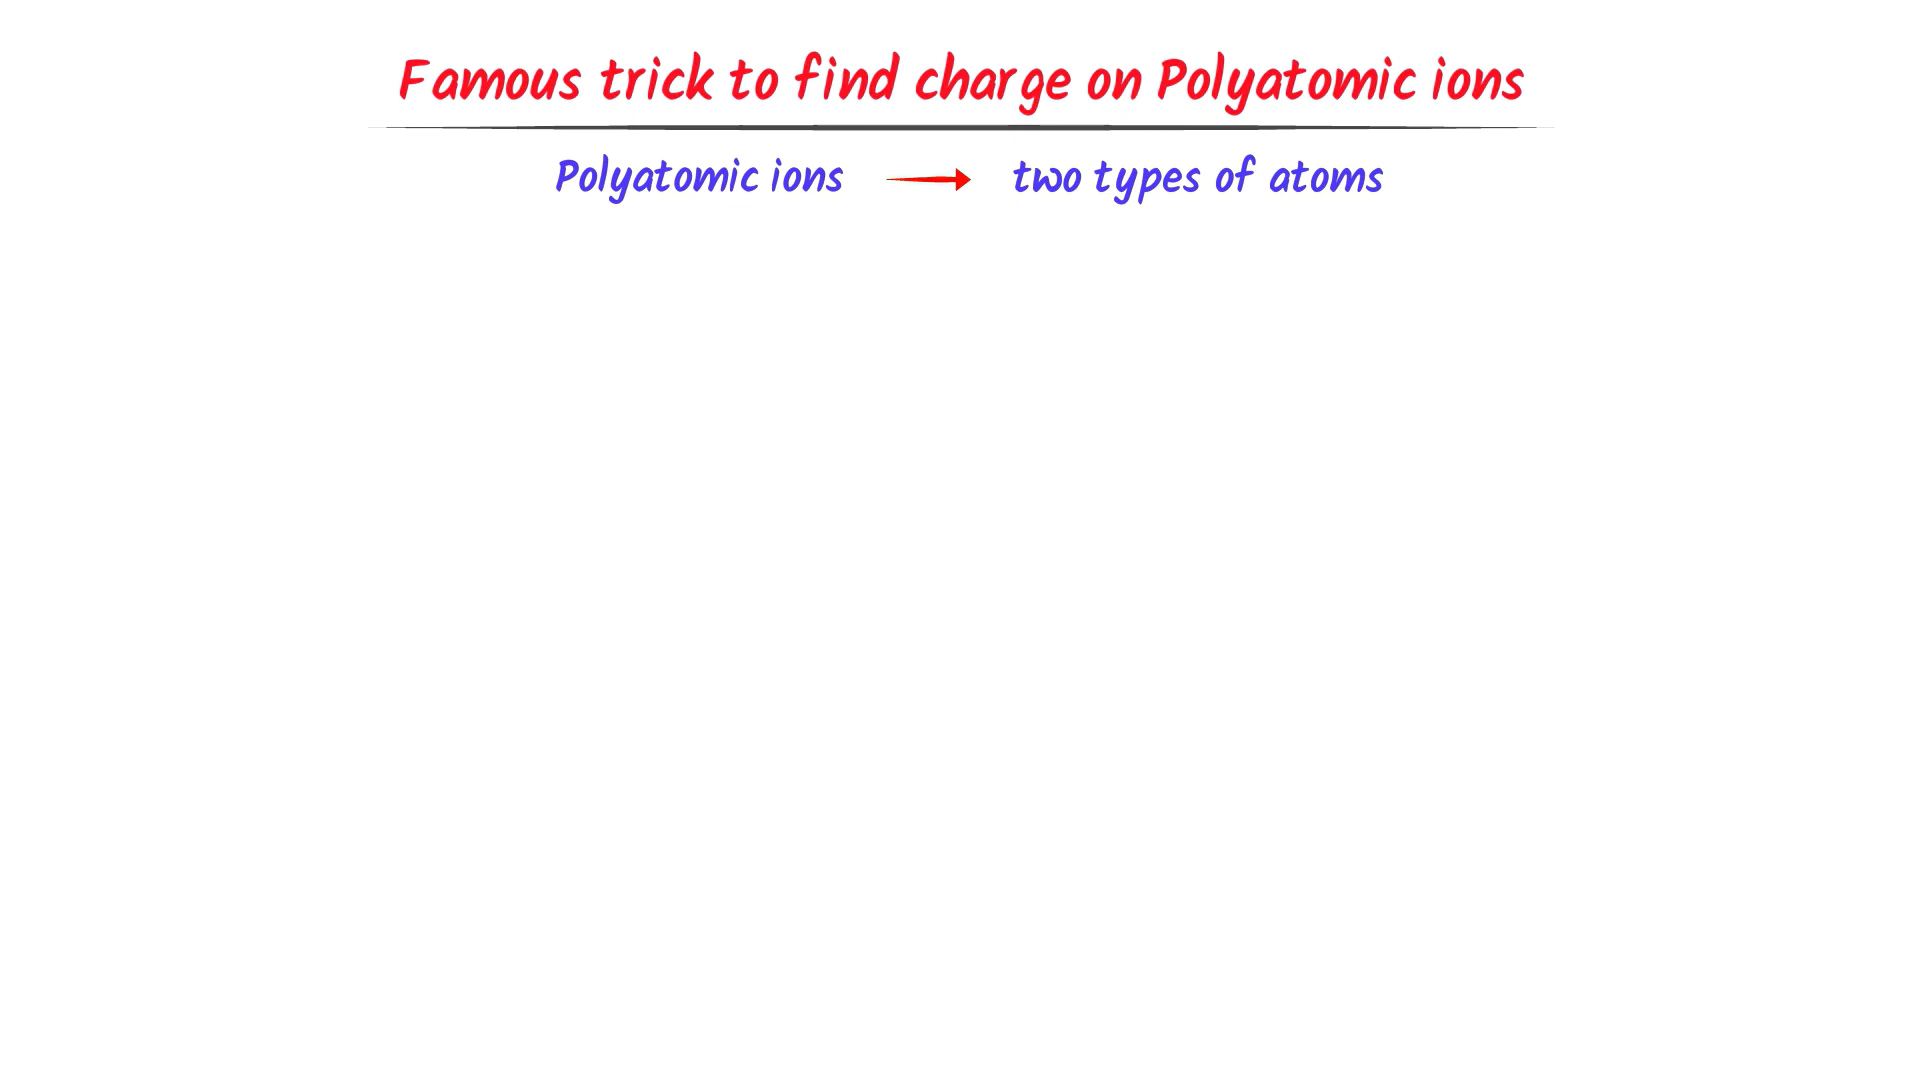 Famous trick to find charge on Polyatomic ions
Polyatomic ions → two types of atoms